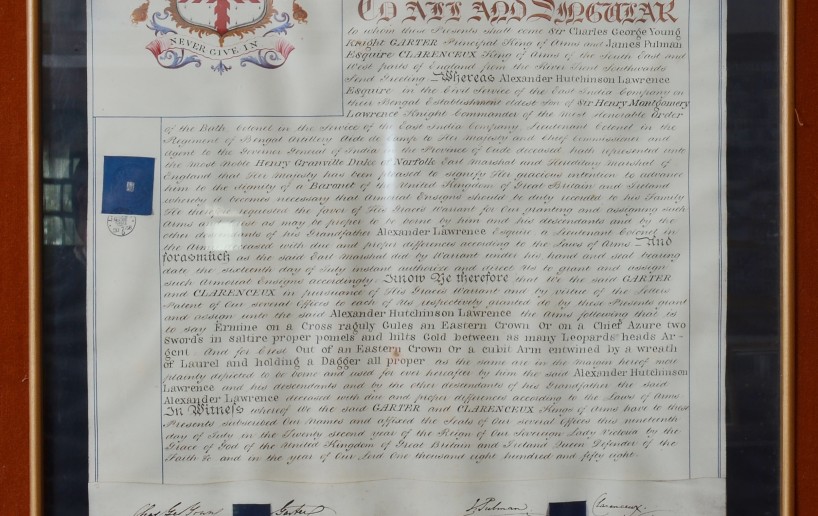 NEVER GIVE IN
TO ALL AND SINGULAR
to whom these Presents shall come Sir Charles George Young
Knight GARTER Principal King of Arms and James Pulman
Esquire CLARENCEUX King of Arms of the South East and
West parts of England from the River Trent Southwards
Send Greeting. Whereas Alexander Hutchinson Lawrence
Esquire in the Civil Service of the East India Company in
their Bengal Establishment eldest Son of Sir Henry Montgomery
Lawrence Knight Commander of the Most Honorable Order
of the Bath Colonel in the Service of the East India Company, Lieutenant Colonel in the
Regiment of Bengal Artillery Aide de Camp to Her Majesty and Chief Commissioner and
Agent to the Governor General of India in the Province of Oude deceased hath represented unto
the Most Noble Henry Granville Duke of Norfolk Earl Marshal and Hereditary Marshal of
England that Her Majesty has been pleased to signify Her gracious intention to advance
him to the dignity of a Baronet of the United Kingdom of Great Britain and Ireland
whereby it becomes necessary that Armorial Ensigns should be duly recorded to his Family
He therefore requested the favor of His Grace's Warrant for Our granting and assigning such
Arms and Crest as may be proper to be borne by him and his descendants and by the
other descendants of his Grandfather Alexander Lawrence Esquire a Lieutenant Colonel in
the Army deceased with due and proper differences according to the Laws of Arms. And
forasmuch as the said Earl Marshal did by Warrant under his hand and seal bearing
date the sixteenth day of July instant authorize and direct Us to grant and assign
such Armorial Ensigns accordingly. Know Ye therefore that We the said GARTER
and CLARENCEUX in pursuance of His Grace's Warrant and by virtue of the Letters
Patent of Our several Offices to each of Us respectively granted do by these Presents grant
and assign unto the said Alexander Hutchinson Lawrence the Arms following that is
to say Ermine on a Cross raguly Gules an Eastern Crown Or on a Chief Azure two
Swords in saltire proper pomels and hilts Gold between as many Leopards heads Ar-
gent And for Crest Out of an Eastern Crown Or a cubit Arm entwined by a wreath
of Laurel and holding a Dagger all proper as the same are in the margin hereof more
plainly depicted to be borne and used for ever hereafter by him the said Alexander Hutchinson
Lawrence and his descendants and by the other descendants of his Grandfather the said
Alexander Lawrence deceased with due and proper differences according to the Laws of Arms
In Witness whereof We the said GARTER and CLARENCEUX Kings of Arms have to these
Presents subscribed Our Names and affixed the Seals of Our several Offices this nineteenth
day of July in the Twenty second year of the Reign of Our Sovereign Lady Victoria by the
Grace of God of the United Kingdom of Great Britain and Ireland Queen Defender of the
Faith &c and in the year of Our Lord One thousand eight hundred and fifty eight.
Chas Geo Young Garter J. Pulman Clarenceux